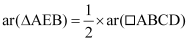 ar(ΔAEB) = 1/2 × ar(□ABCD)